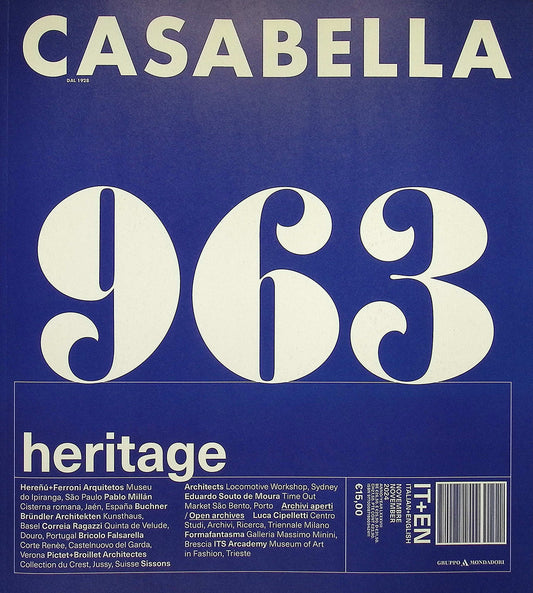 CASABELLA
DAL 1928
963
heritage
Hereñú+Ferroni Arquitetos Museu
do Ipiranga, São Paulo Pablo Millán
Cisterna romana, Jaén, España Buchner
Bründler Architekten Kunsthaus,
Basel Correia Ragazzi Quinta de Velude,
Douro, Portugal Bricolo Falsarella
Corte Renèe, Castelnuovo del Garda,
Verona Pictet+Broillet Architectes
Collection du Crest, Jussy, Suisse Sissons
Architects Locomotive Workshop, Sydney
Eduardo Souto de Moura Time Out
Market São Bento, Porto Archivi aperti
/ Open archives Luca Cipelletti Centro
Studi, Archivi, Ricerca, Triennale Milano
Formafantasma Galleria Massimo Minini,
Brescia ITS Arcademy Museum of Art
in Fashion, Trieste
€15,00
IT+EN
ITALIAN+ENGLISH
NOVEMBRE
NOVEMBER
2024
GRUPPO MONDADORI